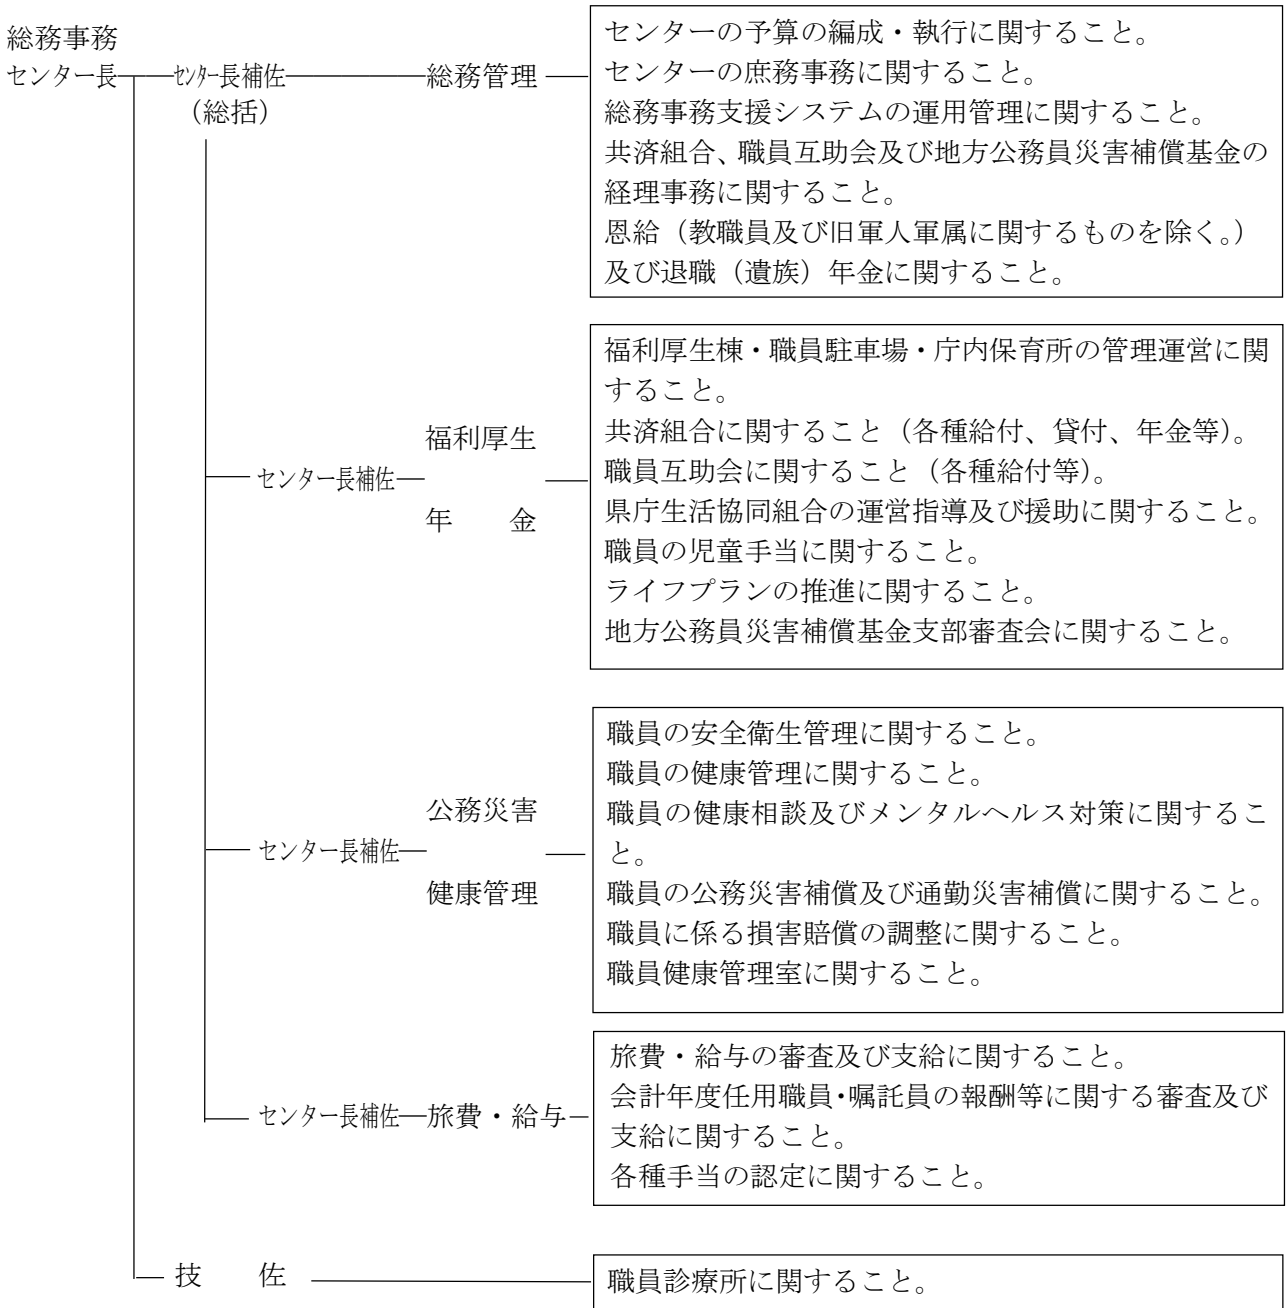 総務事務
センター長
センター長補佐
（総括）
総務管理
センターの予算の編成・執行に関すること。
センターの庶務事務に関すること。
総務事務支援システムの運用管理に関すること。
共済組合、職員互助会及び地方公務員災害補償基金の
経理事務に関すること。
恩給（教職員及び旧軍人軍属に関するものを除く。）
及び退職（遺族）年金に関すること。
センター長補佐
福利厚生
年　　金
福利厚生棟・職員駐車場・庁内保育所の管理運営に関
すること。
共済組合に関すること（各種給付、貸付、年金等）。
職員互助会に関すること（各種給付等）。
県庁生活協同組合の運営指導及び援助に関すること。
職員の児童手当に関すること。
ライフプランの推進に関すること。
地方公務員災害補償基金支部審査会に関すること。
センター長補佐
公務災害
健康管理
職員の安全衛生管理に関すること。
職員の健康管理に関すること。
職員の健康相談及びメンタルヘルス対策に関するこ
と。
職員の公務災害補償及び通勤災害補償に関すること。
職員に係る損害賠償の調整に関すること。
職員健康管理室に関すること。
センター長補佐
旅費・給与
旅費・給与の審査及び支給に関すること。
会計年度任用職員・嘱託員の報酬等に関する審査及び
支給に関すること。
各種手当の認定に関すること。
技　　佐
職員診療所に関すること。